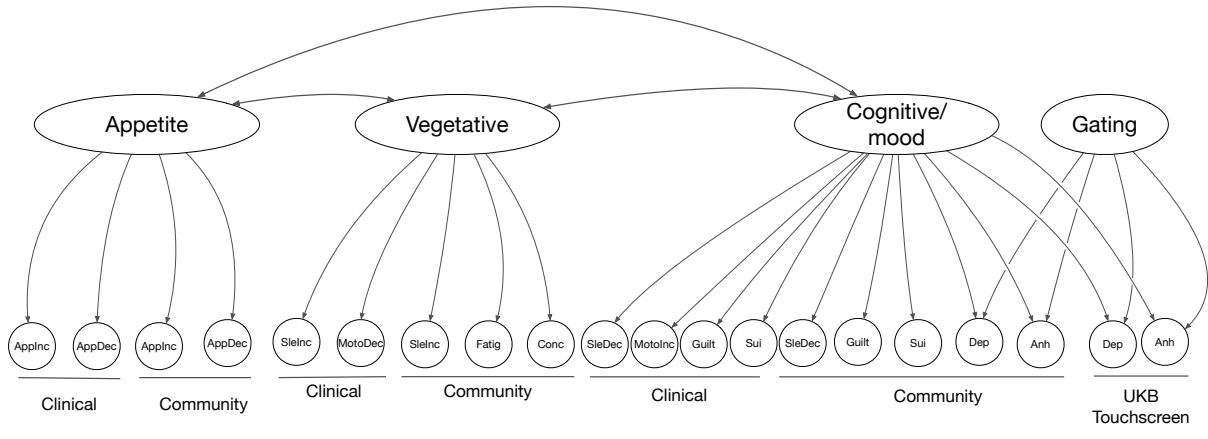 Appetite
Vegetative
Cognitive/
mood
Gating
AppInc
AppDec
AppInc
AppDec
SleInc
MotoDec
SleInc
Fatig
Conc
SleDec
MotoInc
Guilt
Sui
SleDec
Guilt
Sui
Dep
Anh
Dep
Anh
Clinical
Community
Clinical
Community
Clinical
Community
UKB
Touchscreen